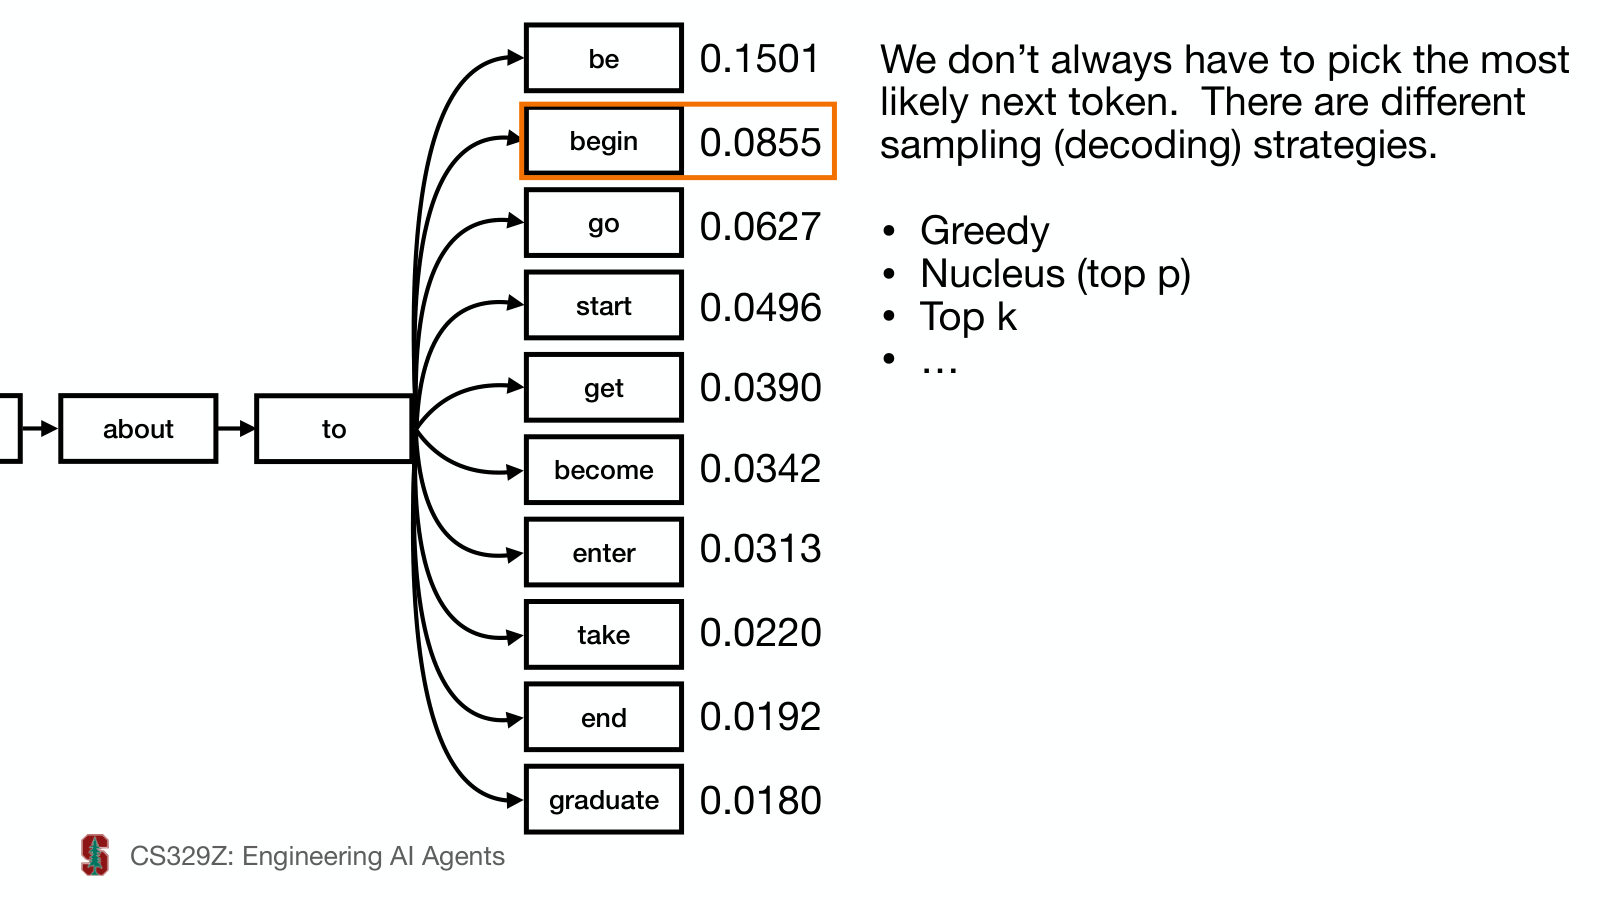 be 0.1501
begin 0.0855
go 0.0627
start 0.0496
get 0.0390
become 0.0342
enter 0.0313
take 0.0220
end 0.0192
graduate 0.0180
about to
We don’t always have to pick the most
likely next token. There are different
sampling (decoding) strategies.
• Greedy
• Nucleus (top p)
• Top k
• …
S
CS329Z: Engineering AI Agents